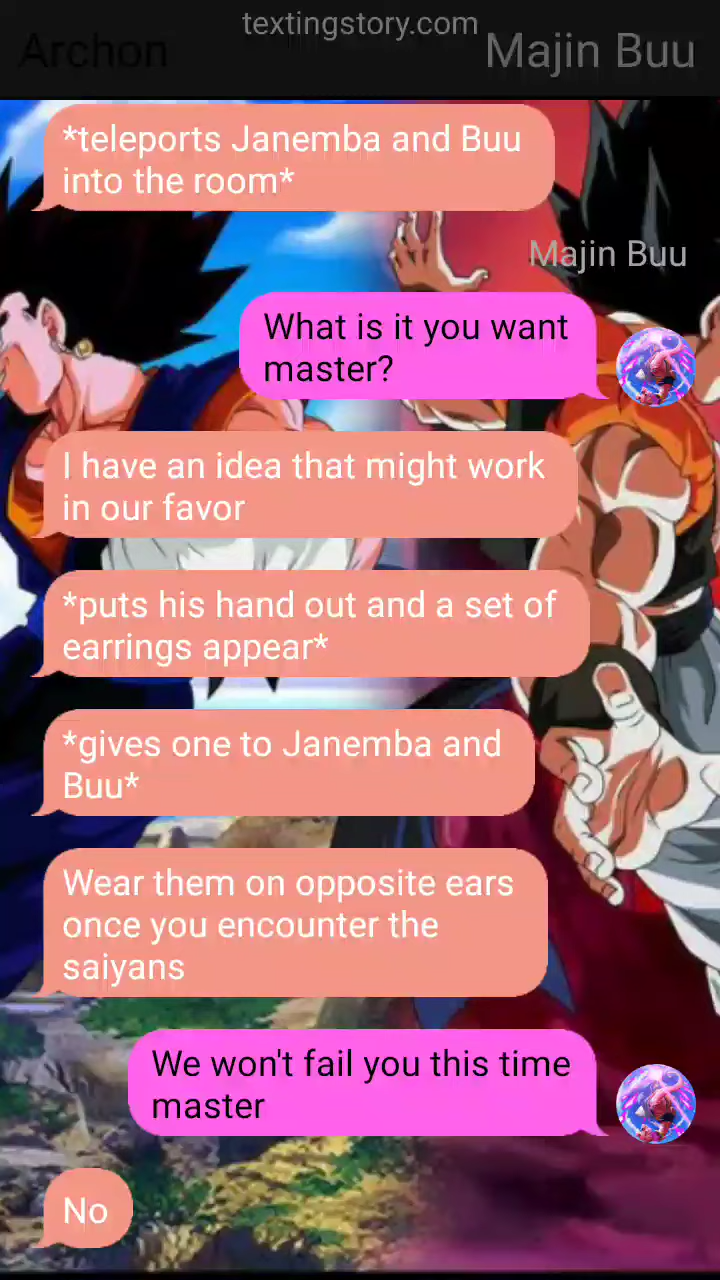 textingstory.com
Archon
Majin Buu
*teleports Janemba and Buu
into the room*
Majin Buu
What is it you want
master?
I have an idea that might work
in our favor
*puts his hand out and a set of
earrings appear*
*gives one to Janemba and
Buu*
Wear them on opposite ears
once you encounter the
saiyans
We won't fail you this time
master
No